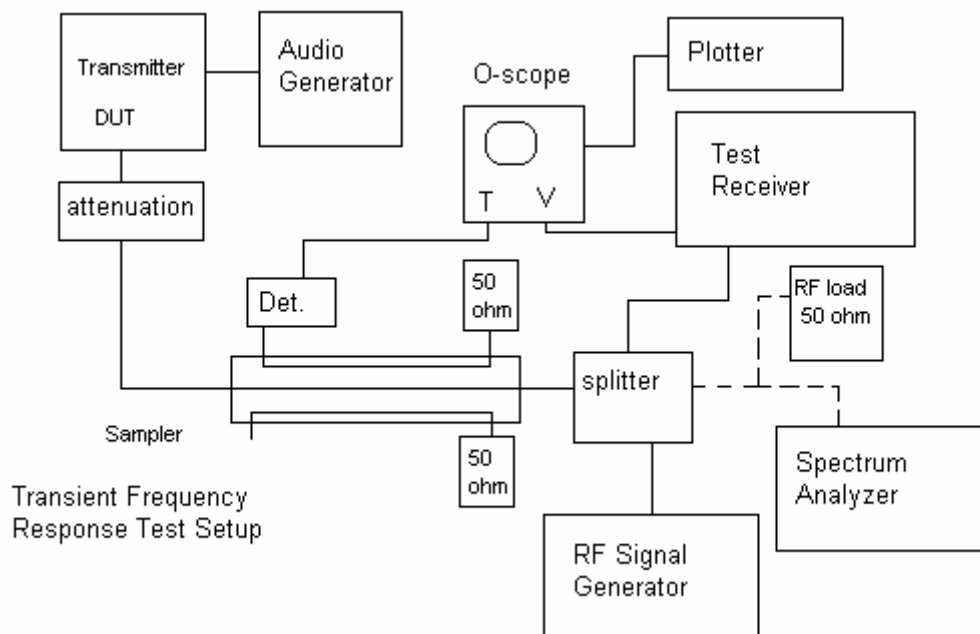 Transmitter
DUT
Audio
Generator
O-scope
Plotter
T V
Test
Receiver
attenuation
Det.
50
ohm
RF load
50 ohm
splitter
Sampler
50
ohm
Spectrum
Analyzer
Transient Frequency
Response Test Setup
RF Signal
Generator